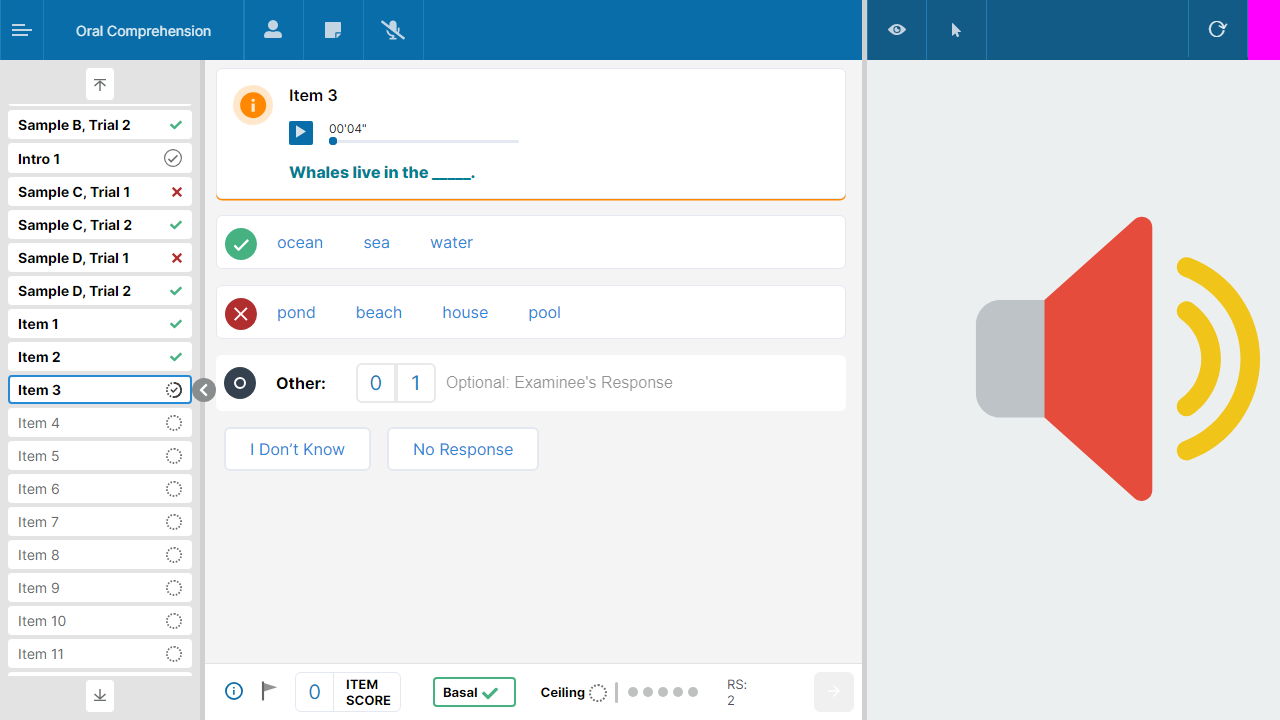 Oral Comprehension
Sample B, Trial 2
Intro 1
Sample C, Trial 1
Sample C, Trial 2
Sample D, Trial 1
Sample D, Trial 2
Item 1
Item 2
Item 3
Item 4
Item 5
Item 6
Item 7
Item 8
Item 9
Item 10
Item 11
Item 3
00'04"
Whales live in the _____.
ocean sea water
pond beach house pool
Other: 0 1 Optional: Examinee's Response
I Don’t Know No Response
0 ITEM SCORE
Basal
Ceiling
RS:
2